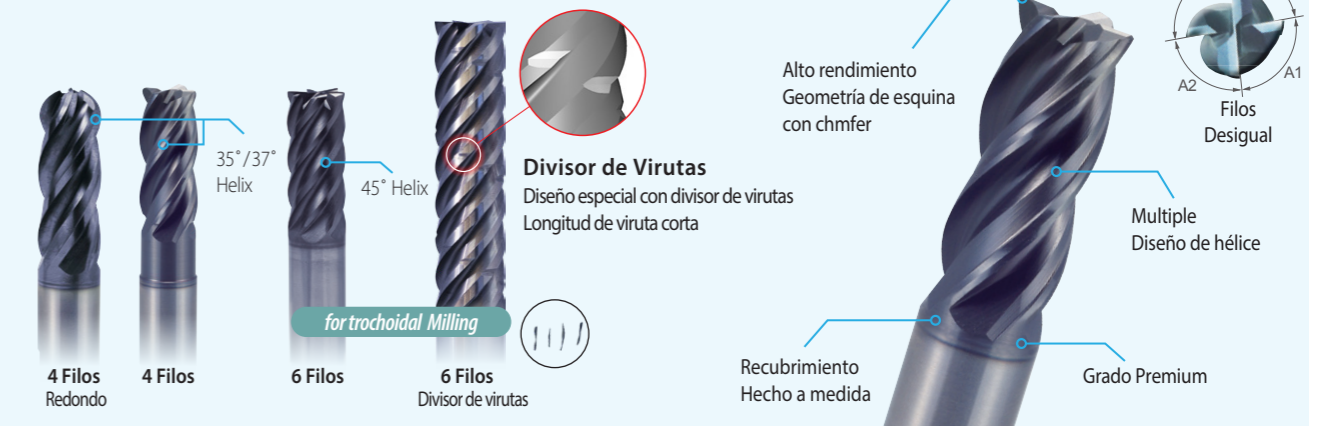 35˚/37˚
Helix
4 Filos
Redondo
4 Filos
45˚ Helix
6 Filos
for trochoidal Milling
6 Filos
Divisor de virutas
Divisor de Virutas
Diseño especial con divisor de virutas
Longitud de viruta corta
Alto rendimiento
Geometría de esquina
con chmfer
A2
A1
Filos
Desigual
Multiple
Diseño de hélice
Recubrimiento
Hecho a medida
Grado Premium